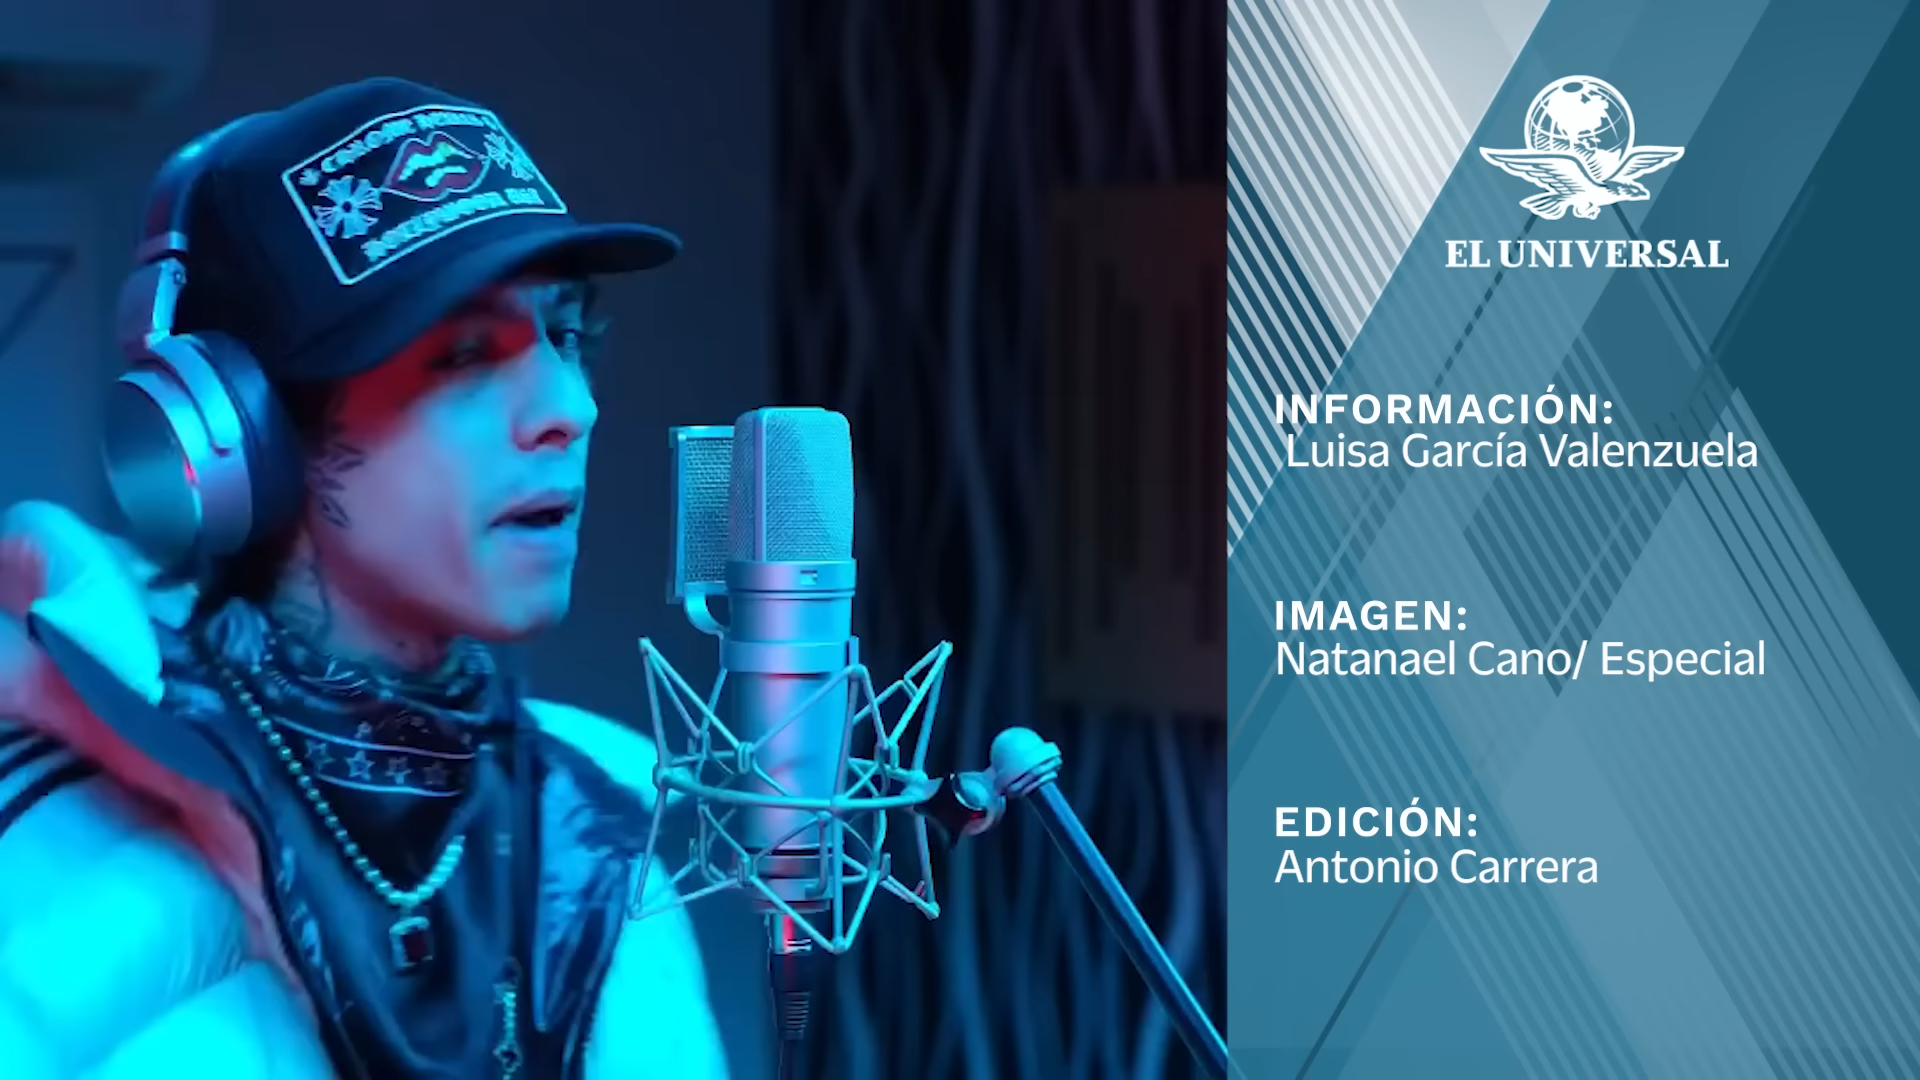 EL UNIVERSAL
INFORMACIÓN:
Luisa García Valenzuela
IMAGEN:
Natanael Cano/ Especial
EDICIÓN:
Antonio Carrera